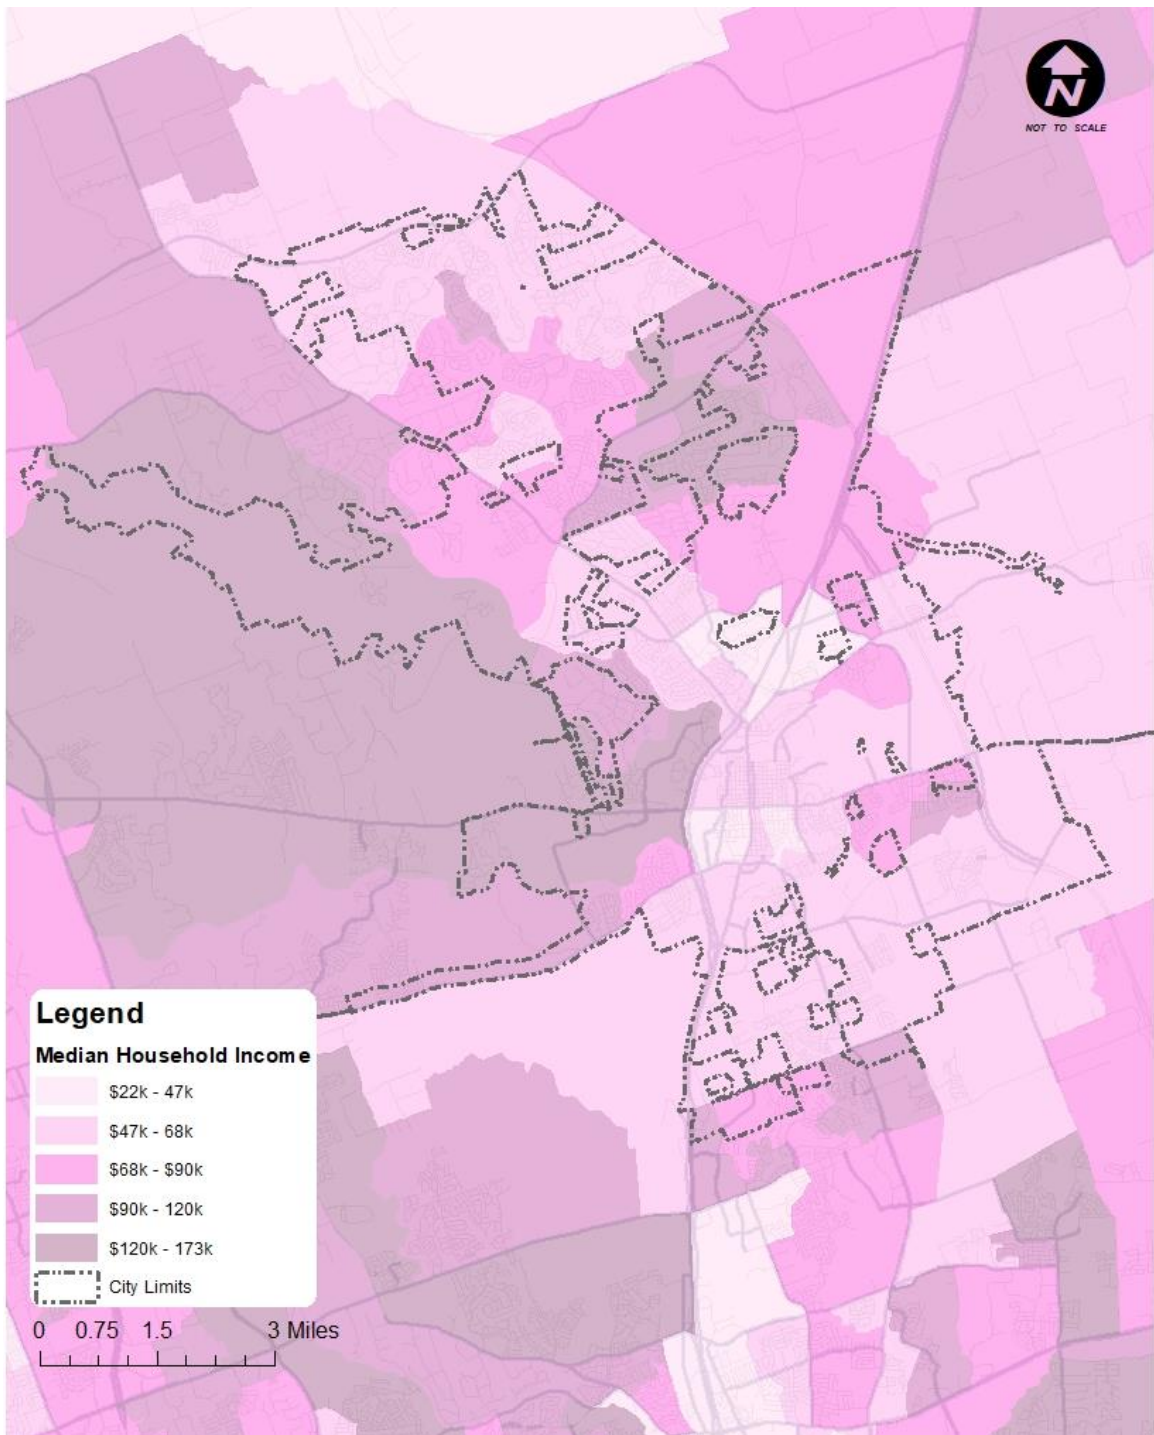 N
NOT TO SCALE
Legend
Median Household Income
$22k - 47k
$47k - 68k
$68k - $90k
$90k - 120k
$120k - 173k
City Limits
0 0.75 1.5 3 Miles